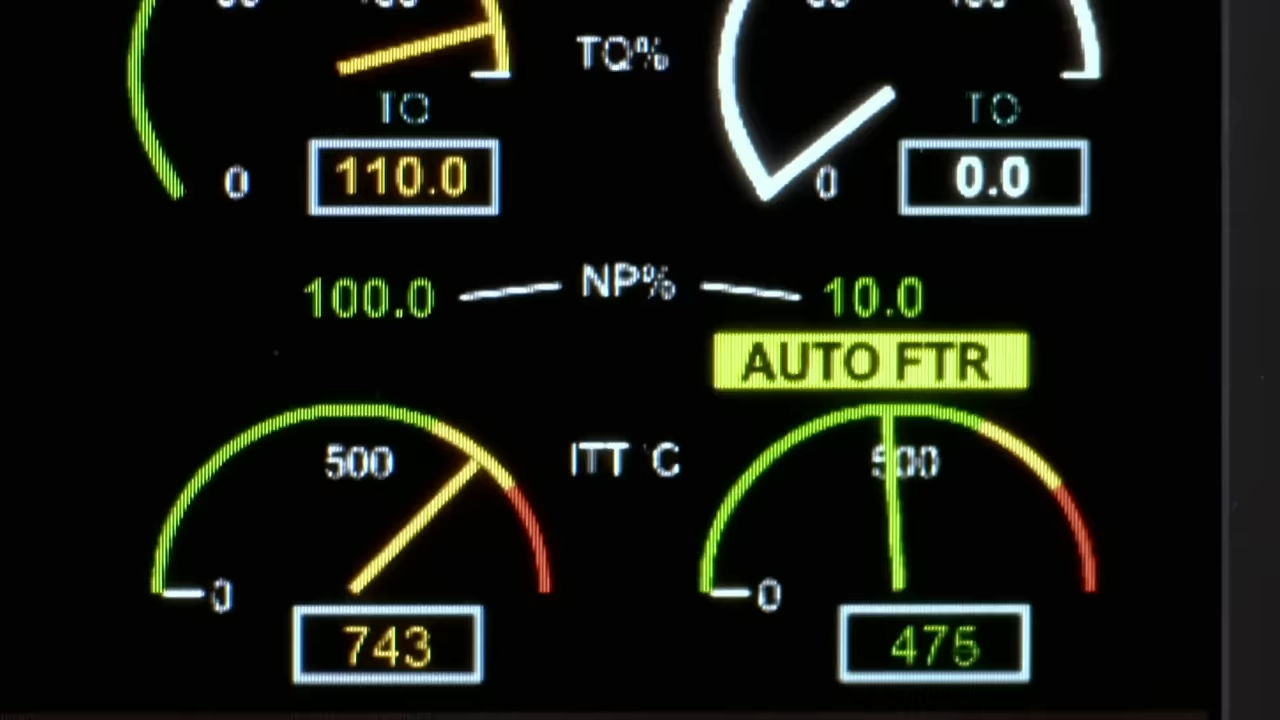 TQ%
TO TO
0 110.0 0 0.0
100.0 NP% 10.0
AUTO FTR
500 ITT °C 500
0 0
743 475